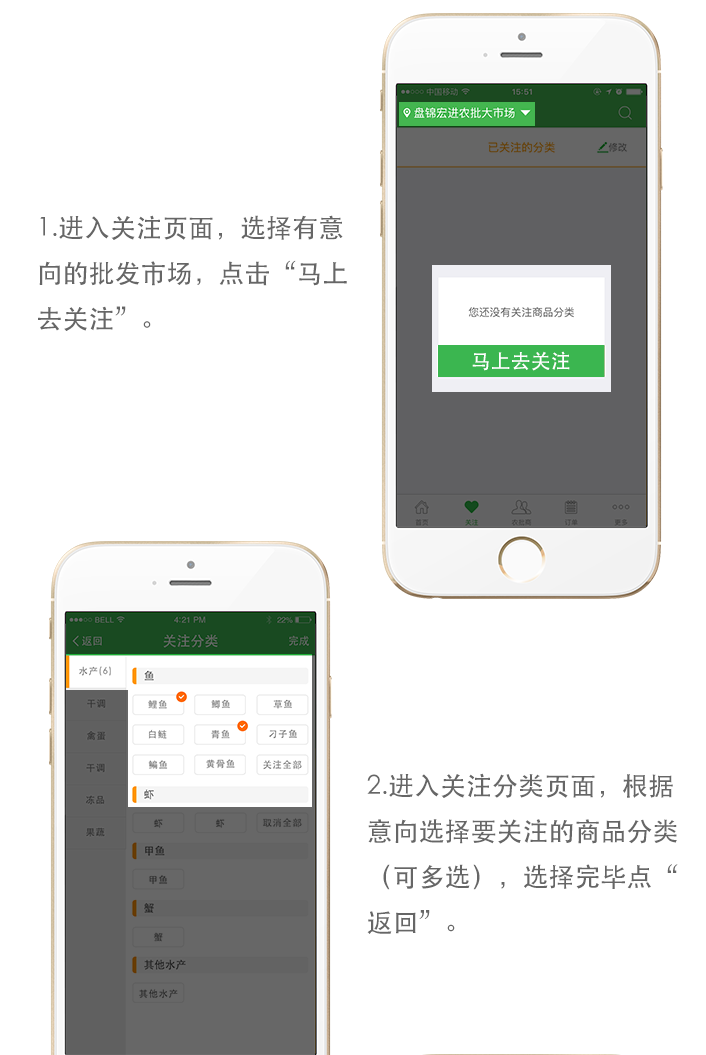 中国移动
15:51
盘锦宏进农批大市场
已关注的分类
修改
1.进入关注页面，选择有意
向的批发市场，点击“马上
去关注”。
您还没有关注商品分类
马上去关注
首页
关注
农批商
订单
更多
BELL
4:21 PM
22%
返回
关注分类
完成
水产(6)
鱼
干调
鲤鱼
鲫鱼
草鱼
禽蛋
白鲢
青鱼
刁子鱼
干调
鳊鱼
黄骨鱼
关注全部
冻品
虾
果蔬
虾
虾
取消全部
甲鱼
甲鱼
蟹
蟹
其他水产
其他水产
2.进入关注分类页面，根据
意向选择要关注的商品分类
（可多选），选择完毕点“
返回”。